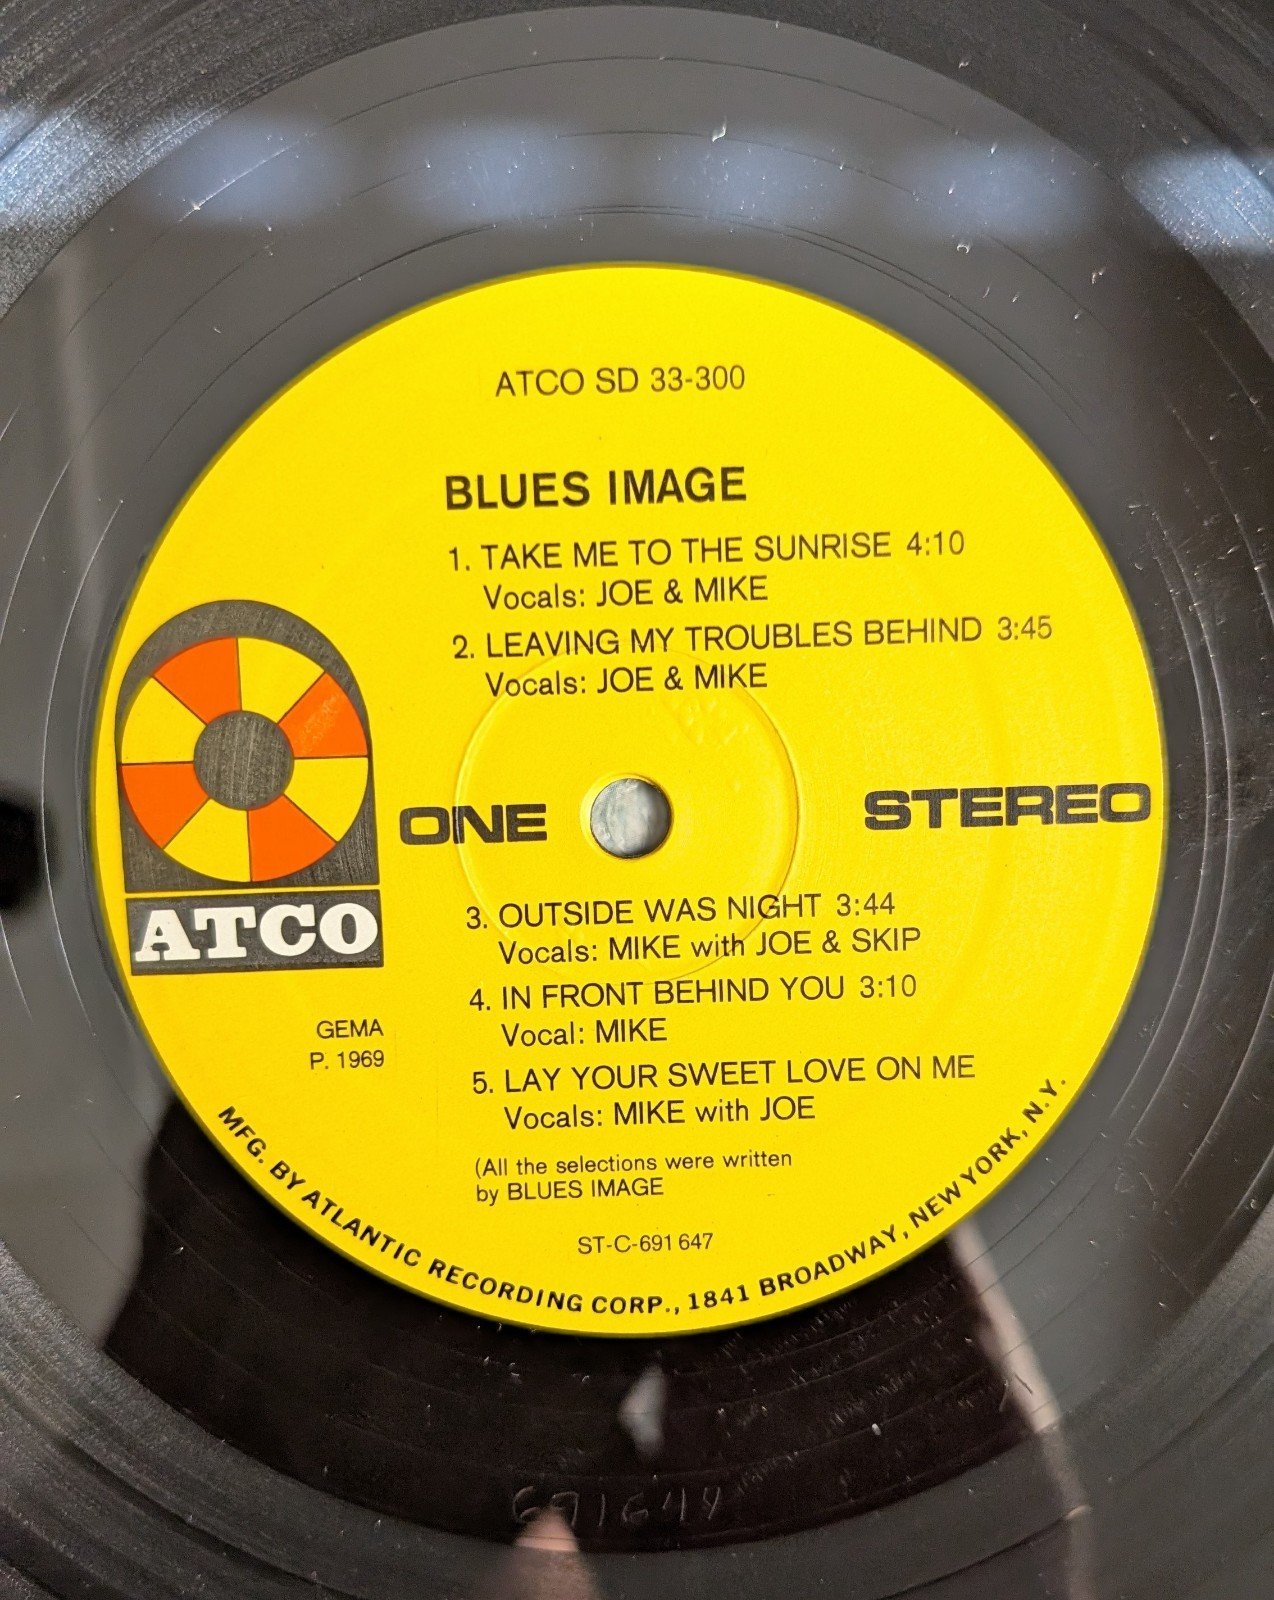 ATCO SD 33-300
BLUES IMAGE
1. TAKE ME TO THE SUNRISE 4:10
Vocals: JOE & MIKE
2. LEAVING MY TROUBLES BEHIND 3:45
Vocals: JOE & MIKE
ONE
STEREO
ATCO
3. OUTSIDE WAS NIGHT 3:44
Vocals: MIKE with JOE & SKIP
4. IN FRONT BEHIND YOU 3:10
Vocal: MIKE
GEMA
P. 1969
5. LAY YOUR SWEET LOVE ON ME
Vocals: MIKE with JOE
(All the selections were written
by BLUES IMAGE
ST-C-691 647
MFG. BY ATLANTIC RECORDING CORP., 1841 BROADWAY, NEW YORK, N.Y.